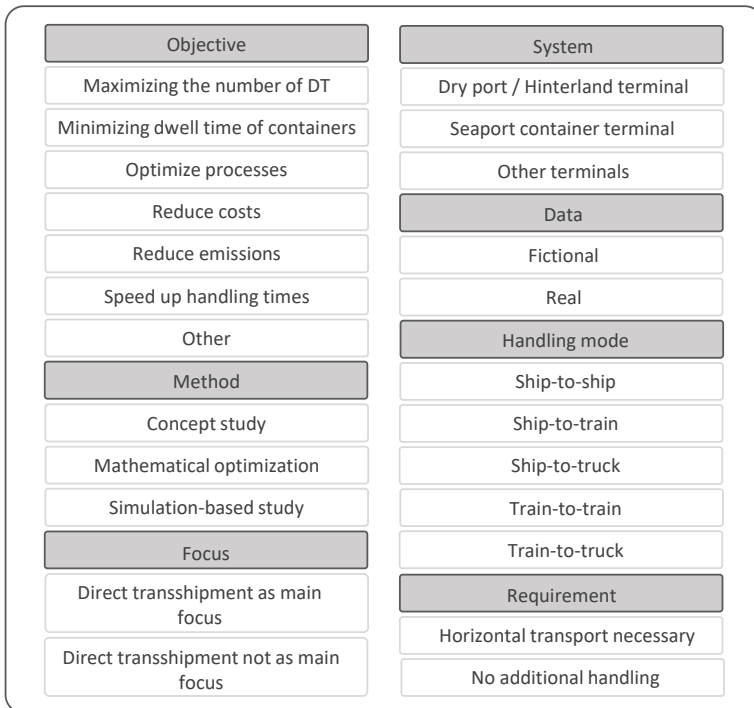 Objective
Maximizing the number of DT
Minimizing dwell time of containers
Optimize processes
Reduce costs
Reduce emissions
Speed up handling times
Other
Method
Concept study
Mathematical optimization
Simulation-based study
Focus
Direct transshipment as main
focus
Direct transshipment not as main
focus
System
Dry port / Hinterland terminal
Seaport container terminal
Other terminals
Data
Fictional
Real
Handling mode
Ship-to-ship
Ship-to-train
Ship-to-truck
Train-to-train
Train-to-truck
Requirement
Horizontal transport necessary
No additional handling